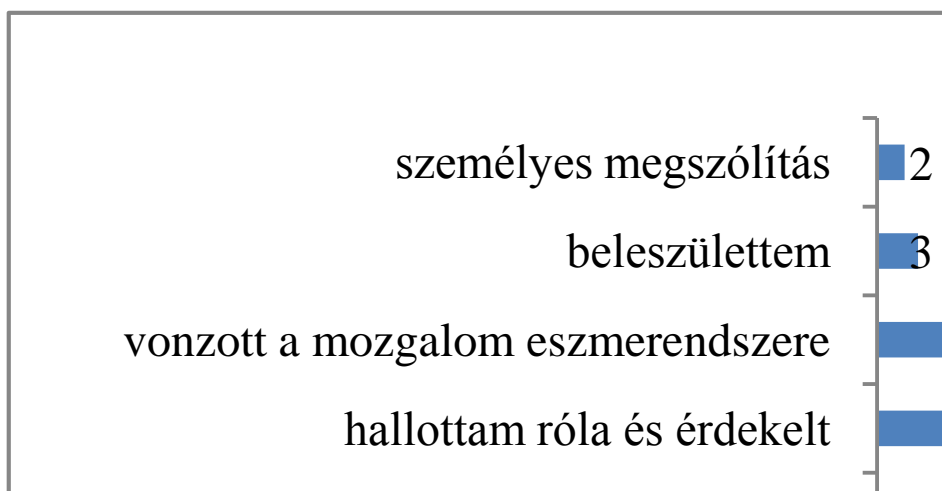 személyes megszólítás 2
beleszülettem 3
vonzott a mozgalom eszmerendszere
hallottam róla és érdekelt